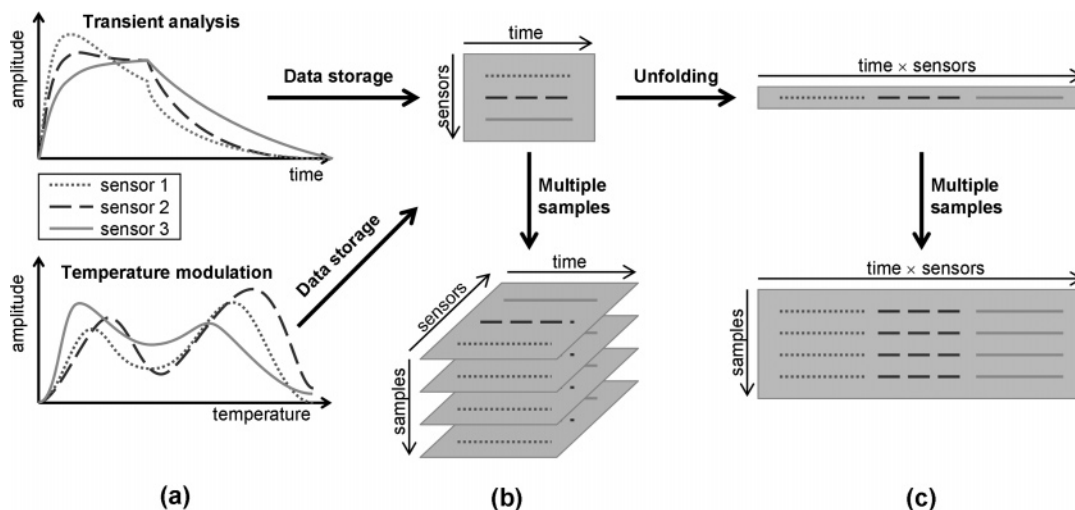 Transient analysis
amplitude
time
sensor 1
sensor 2
sensor 3
Temperature modulation
amplitude
temperature
(a)
Data storage
Data storage
time
sensors
Multiple
samples
time
sensors
samples
(b)
Unfolding
time × sensors
Multiple
samples
time × sensors
samples
(c)